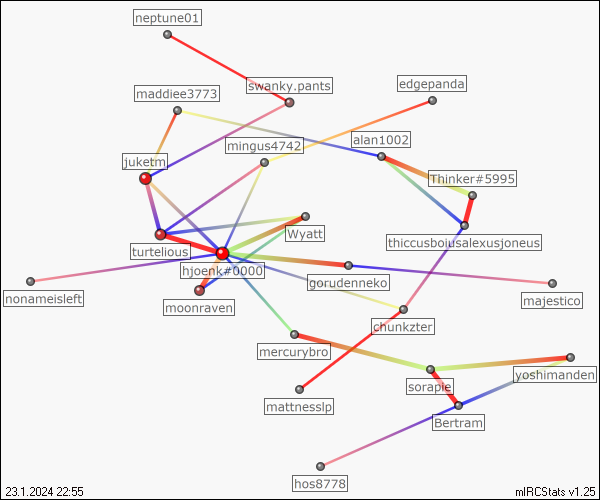 neptune01
swanky.pants
edgepanda
maddiee3773
mingus4742
alan1002
juketm
Thinker#5995
turtelious
Wyatt
thiccusboiusalexusjoneus
hjoenk#0000
gorudenneko
nonameisleft
moonraven
majestico
chunkzter
mercurybro
soraple
yoshimanden
mattnesslp
Bertram
hos8778
23.1.2024 22:55
mIRCStats v1.25